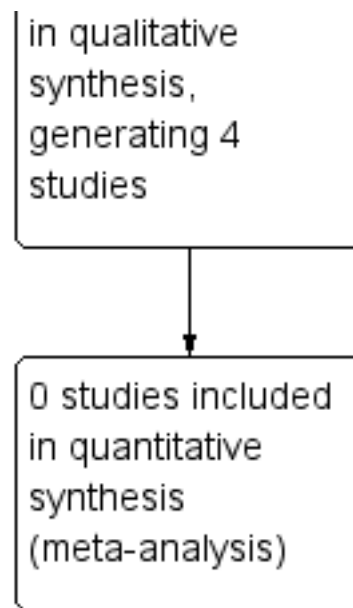 in qualitative
synthesis,
generating 4
studies
0 studies included
in quantitative
synthesis
(meta-analysis)